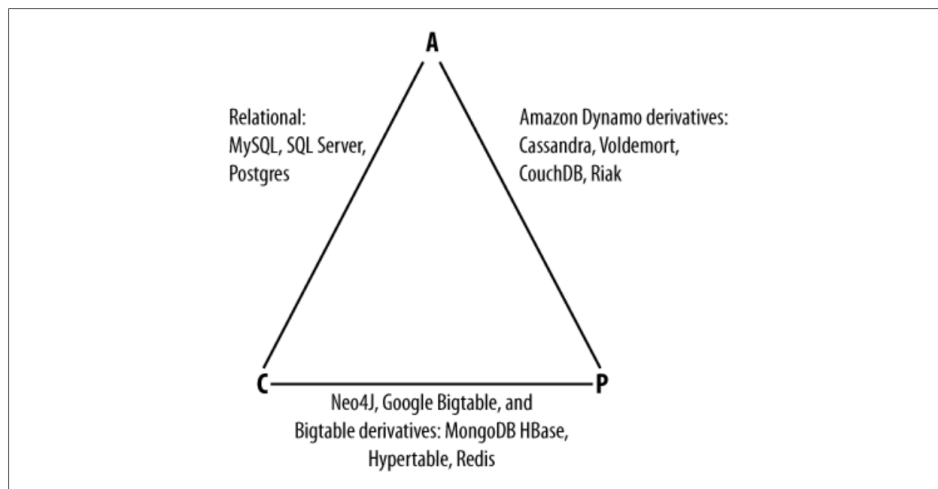 A
Relational:
MySQL, SQL Server,
Postgres
Amazon Dynamo derivatives:
Cassandra, Voldemort,
CouchDB, Riak
C
P
Neo4J, Google Bigtable, and
Bigtable derivatives: MongoDB HBase,
Hypertable, Redis